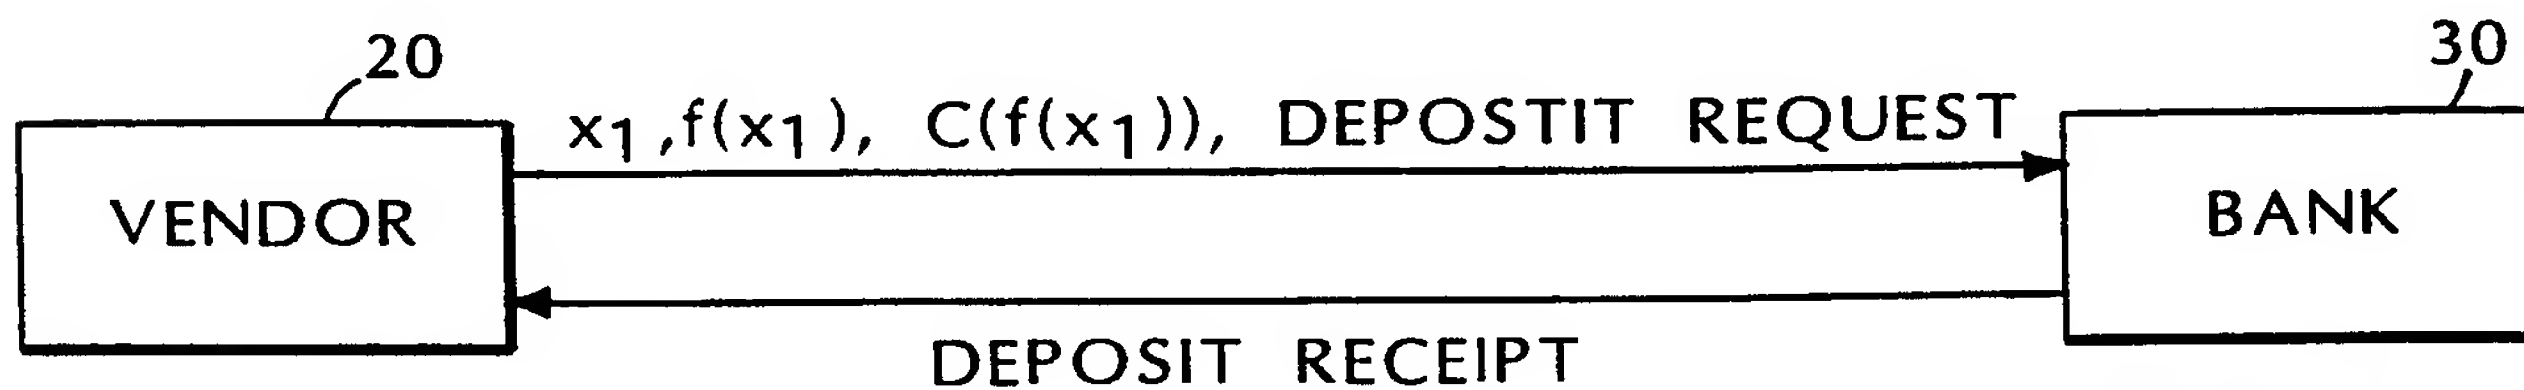 20
30
x1,f(x1), C(f(x1)), DEPOSTIT REQUEST
VENDOR
BANK
DEPOSIT RECEIPT